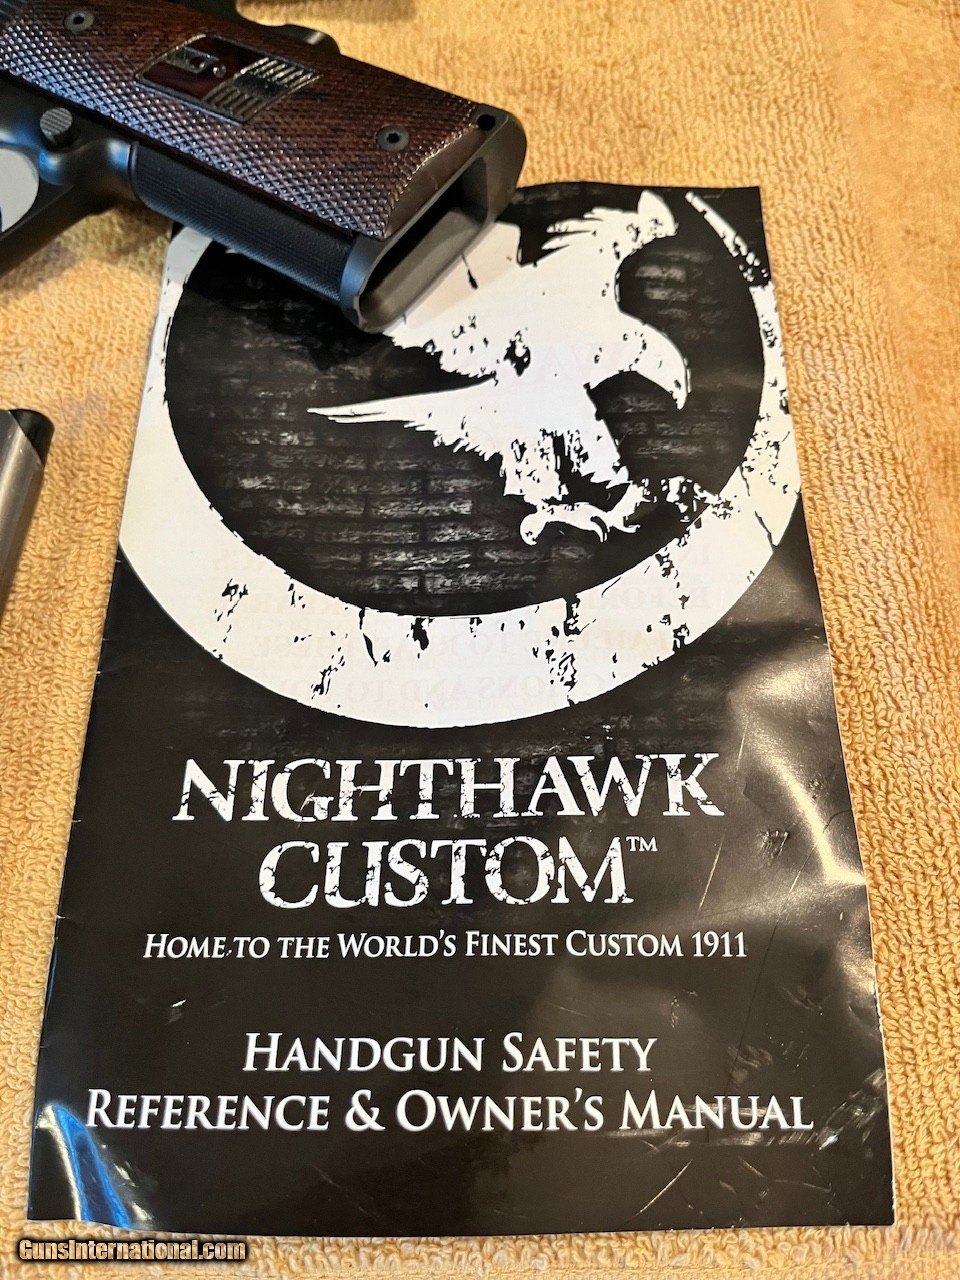 NIGHTHAWK
CUSTOM™
HOME TO THE WORLD'S FINEST CUSTOM 1911
HANDGUN SAFETY
REFERENCE & OWNER'S MANUAL
GunsInternational.com